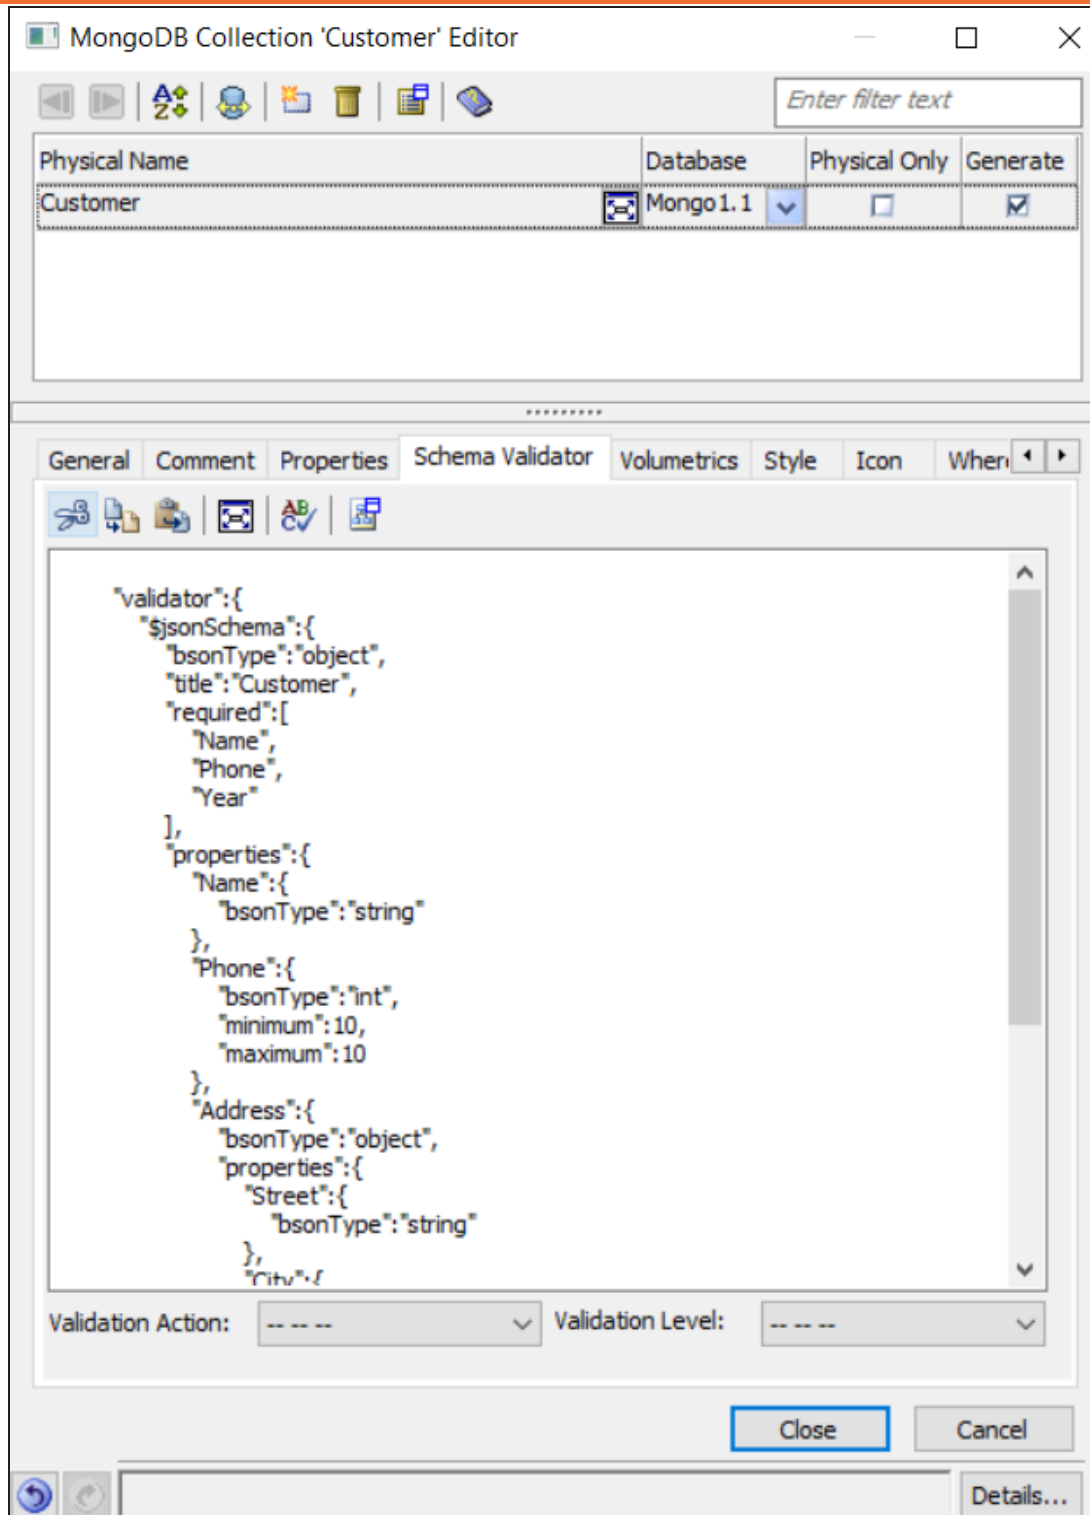 MongoDB Collection 'Customer' Editor
Enter filter text
Physical Name Database Physical Only Generate
Customer Mongo1.1
General Comment Properties Schema Validator Volumetrics Style Icon
"validator":{
"$jsonSchema":{
"bsonType":"object",
"title":"Customer",
"required":[
"Name",
"Phone",
"Year"
],
"properties":{
"Name":{
"bsonType":"string"
},
"Phone":{
"bsonType":"int",
"minimum":10,
"maximum":10
},
"Address":{
"bsonType":"object",
"properties":{
"Street":{
"bsonType":"string"
},
"City":{
Validation Action: -- -- -- Validation Level: -- -- --
Close Cancel
Details...